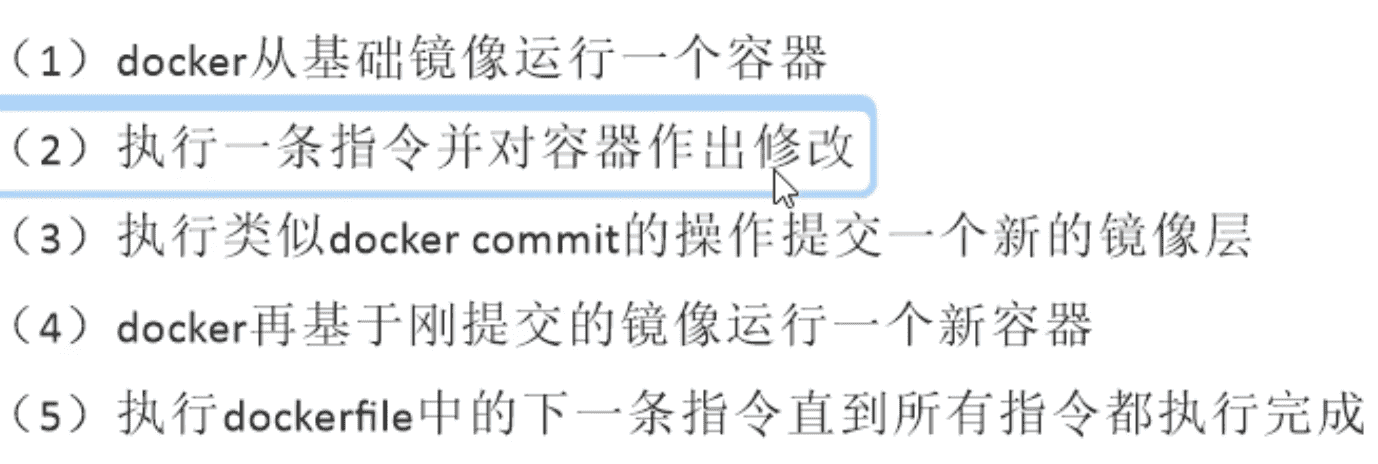 （1）docker从基础镜像运行一个容器
（2）执行一条指令并对容器作出修改
（3）执行类似docker commit的操作提交一个新的镜像层
（4）docker再基于刚提交的镜像运行一个新容器
（5）执行dockerfile中的下一条指令直到所有指令都执行完成